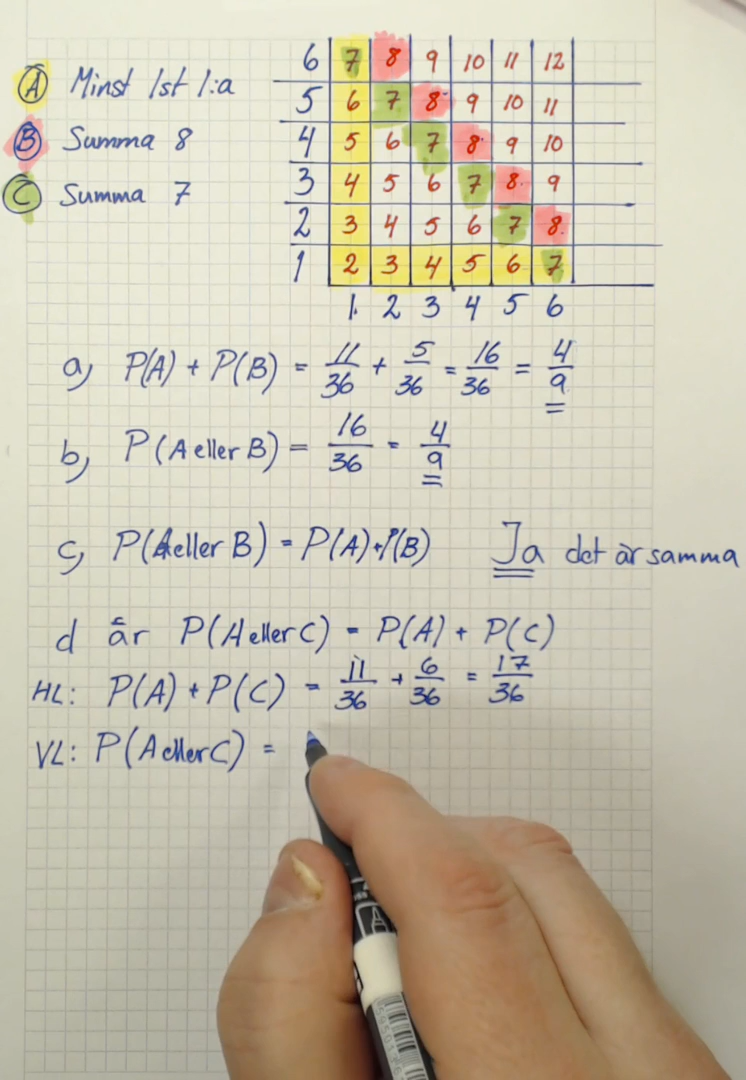 A Minst 1st 1:a
B Summa 8
C Summa 7
6 7 8 9 10 11 12
5 6 7 8 9 10 11
4 5 6 7 8 9 10
3 4 5 6 7 8 9
2 3 4 5 6 7 8
1 2 3 4 5 6 7
1 2 3 4 5 6
a) P(A) + P(B) = 11/36 + 5/36 = 16/36 = 4/9
b) P(A eller B) = 16/36 = 4/9
c) P(A eller B) = P(A)+P(B) Ja det är samma
d är P(A eller C) = P(A) + P(C)
HL: P(A) + P(C) = 11/36 + 6/36 = 17/36
VL: P(A eller C) =